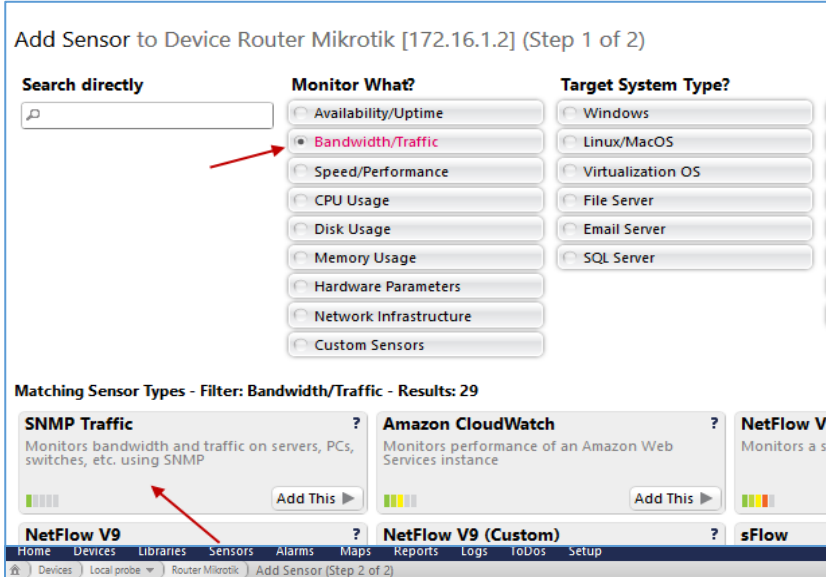 Add Sensor to Device Router Mikrotik [172.16.1.2] (Step 1 of 2)
Search directly
Monitor What?
Target System Type?
Availability/Uptime
Windows
Bandwidth/Traffic
Linux/MacOS
Speed/Performance
Virtualization OS
CPU Usage
File Server
Disk Usage
Email Server
Memory Usage
SQL Server
Hardware Parameters
Network Infrastructure
Custom Sensors
Matching Sensor Types - Filter: Bandwidth/Traffic - Results: 29
SNMP Traffic ?
Monitors bandwidth and traffic on servers, PCs,
switches, etc. using SNMP
Add This
Amazon CloudWatch ?
Monitors performance of an Amazon Web
Services instance
Add This
NetFlow V
Monitors a s
NetFlow V9 ?
NetFlow V9 (Custom) ?
sFlow
Home Devices Libraries Sensors Alarms Maps Reports Logs ToDos Setup
Devices Local probe Router Mikrotik Add Sensor (Step 2 of 2)